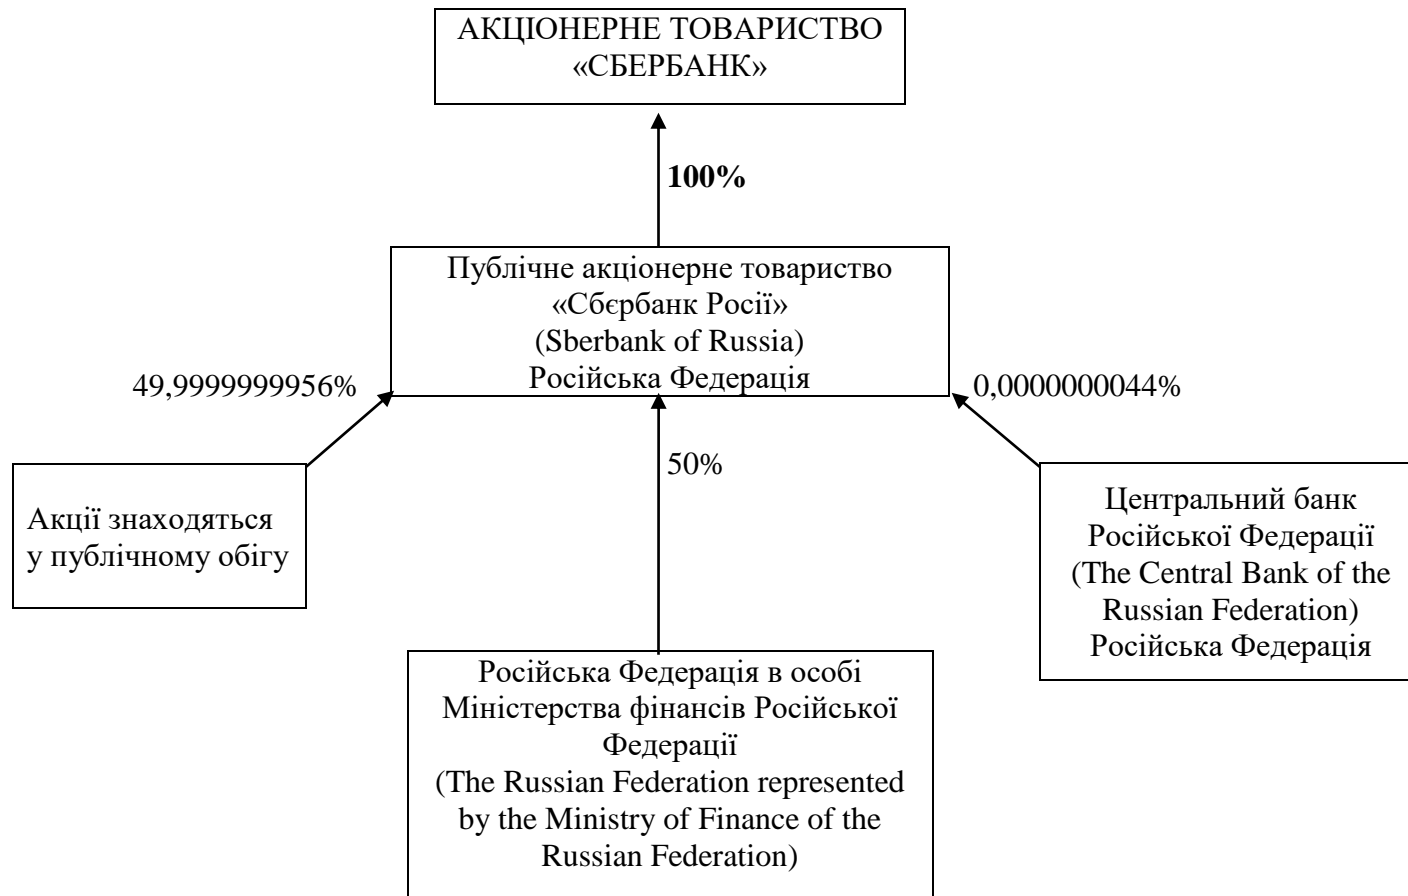 АКЦІОНЕРНЕ ТОВАРИСТВО
«СБЕРБАНК»
100%
Публічне акціонерне товариство
«Сбєрбанк Росії»
(Sberbank of Russia)
Російська Федерація
49,9999999956%
0,0000000044%
50%
Акції знаходяться
у публічному обігу
Центральний банк
Російської Федерації
(The Central Bank of the
Russian Federation)
Російська Федерація
Російська Федерація в особі
Міністерства фінансів Російської
Федерації
(The Russian Federation represented
by the Ministry of Finance of the
Russian Federation)